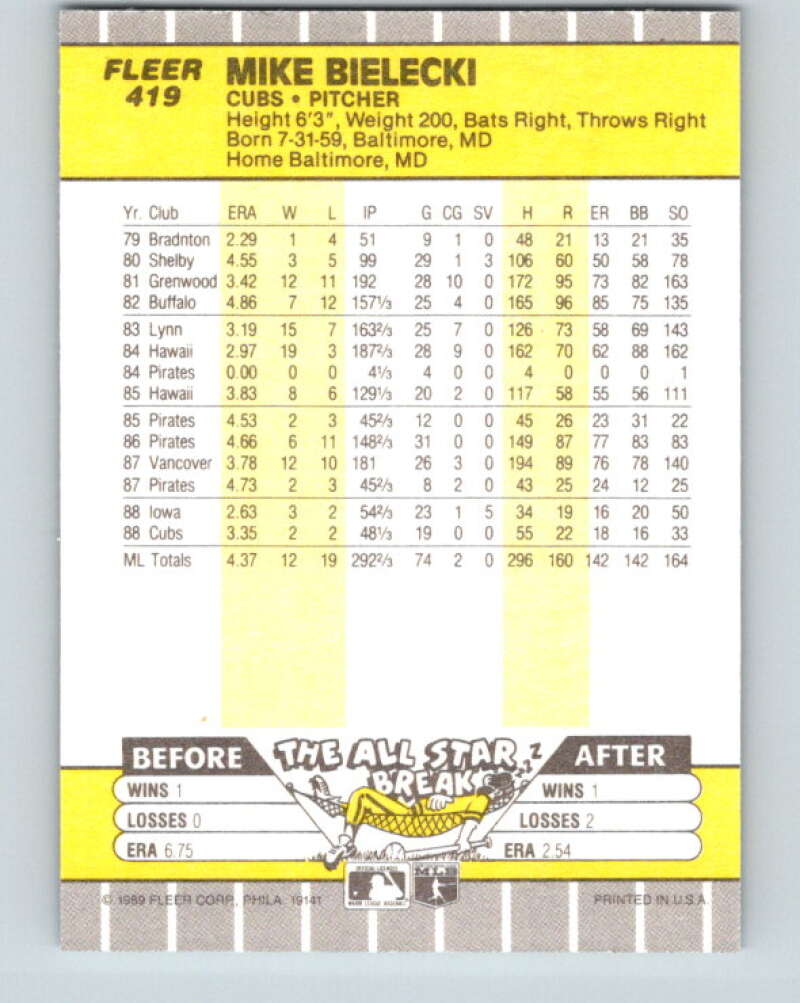 FLEER
419
MIKE BIELECKI
CUBS • PITCHER
Height 6'3", Weight 200, Bats Right, Throws Right
Born 7-31-59, Baltimore, MD
Home Baltimore, MD
Yr. Club ERA W L IP G CG SV H R ER BB SO
79 Bradnton 2.29 1 4 51 9 1 0 48 21 13 21 35
80 Shelby 4.55 3 5 99 29 1 3 106 60 50 58 78
81 Grenwood 3.42 12 11 192 28 10 0 172 95 73 82 163
82 Buffalo 4.86 7 12 157⅓ 25 4 0 165 96 85 75 135
83 Lynn 3.19 15 7 163⅔ 25 7 0 126 73 58 69 143
84 Hawaii 2.97 19 3 187⅔ 28 9 0 162 70 62 88 162
84 Pirates 0.00 0 0 4⅓ 4 0 0 4 0 0 0 1
85 Hawaii 3.83 8 6 129⅓ 20 2 0 117 58 55 56 111
85 Pirates 4.53 2 3 45⅔ 12 0 0 45 26 23 31 22
86 Pirates 4.66 6 11 148⅔ 31 0 0 149 87 77 83 83
87 Vancover 3.78 12 10 181 26 3 0 194 89 76 78 140
87 Pirates 4.73 2 3 45⅔ 8 2 0 43 25 24 12 25
88 Iowa 2.63 3 2 54⅔ 23 1 5 34 19 16 20 50
88 Cubs 3.35 2 2 48⅓ 19 0 0 55 22 18 16 33
ML Totals 4.37 12 19 292⅔ 74 2 0 296 160 142 142 164
BEFORE THE ALL STAR BREAK ZZZ AFTER
WINS 1 WINS 1
LOSSES 0 LOSSES 2
ERA 6.75 ERA 2.54
MAJOR LEAGUE BASEBALL
© 1989 FLEER CORP., PHILA. 19141 PRINTED IN U.S.A.